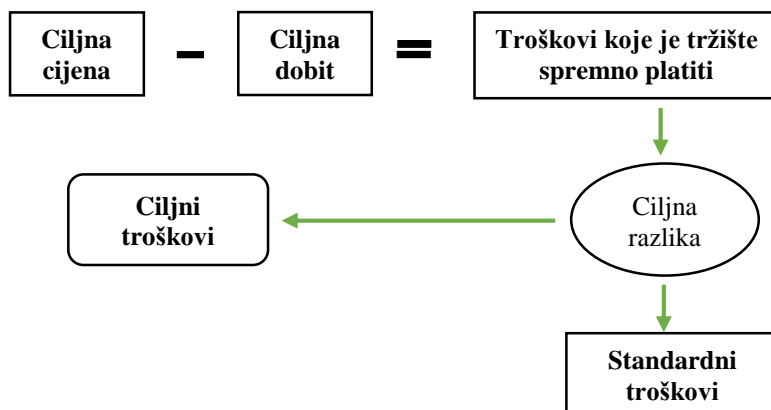 Ciljna
cijena
–
Ciljna
dobit
=
Troškovi koje je tržište
spremno platiti
Ciljni
troškovi
Ciljna
razlika
Standardni
troškovi